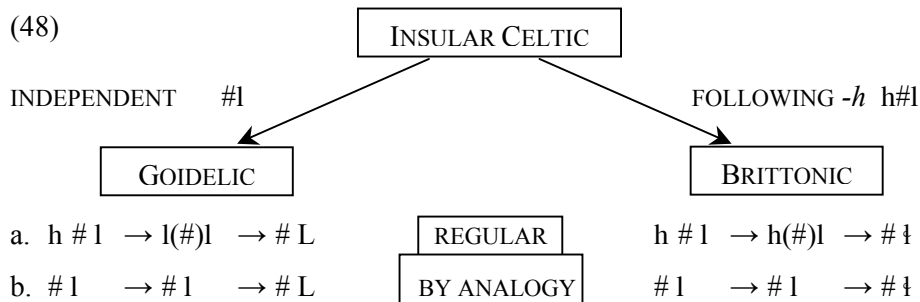 (48)
INSULAR CELTIC
INDEPENDENT #l FOLLOWING -h h#l
GOIDELIC BRITTONIC
a. h # l → l(#)l → # L REGULAR h # l → h(#)l → # ɬ
b. # l → # l → # L BY ANALOGY # l → # l → # ɬ